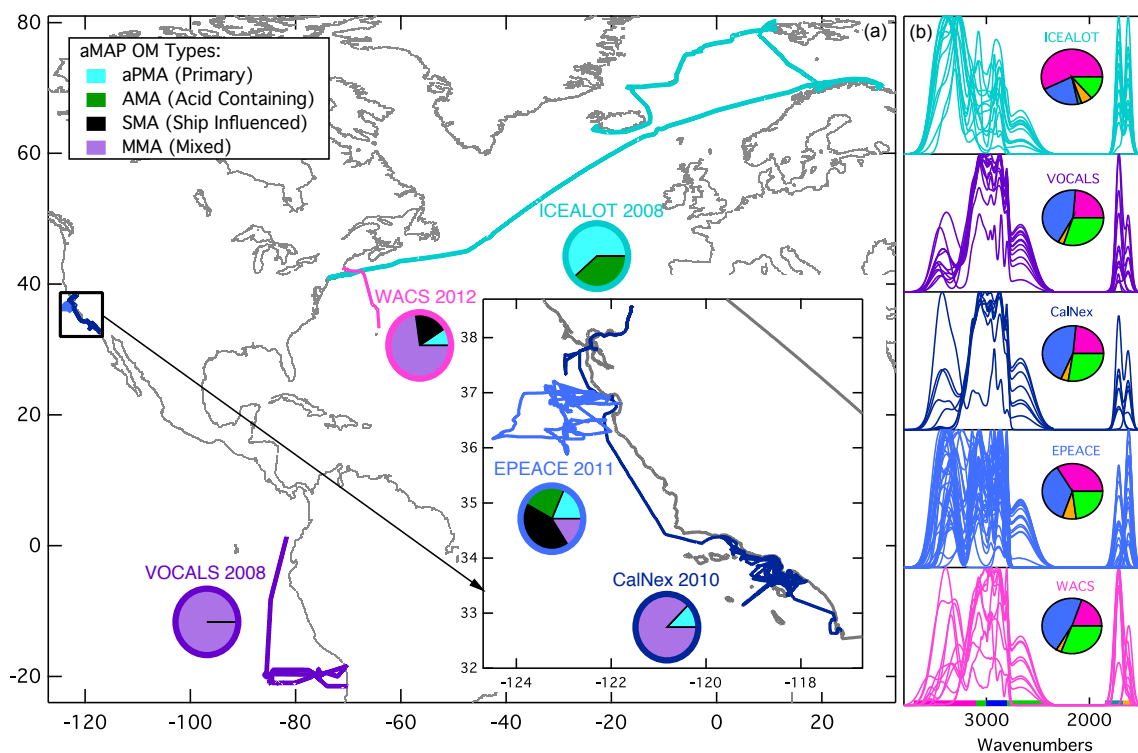 (a)
aMAP OM Types:
aPMA (Primary)
AMA (Acid Containing)
SMA (Ship Influenced)
MMA (Mixed)
80
60
40
20
0
-20
-120
-100
-80
-60
-40
-20
0
20
ICEALOT 2008
WACS 2012
VOCALS 2008
38
37
36
35
34
33
32
-124
-122
-120
-118
EPEACE 2011
CalNex 2010
(b)
ICEALOT
VOCALS
CalNex
EPEACE
WACS
3000
2000
Wavenumbers